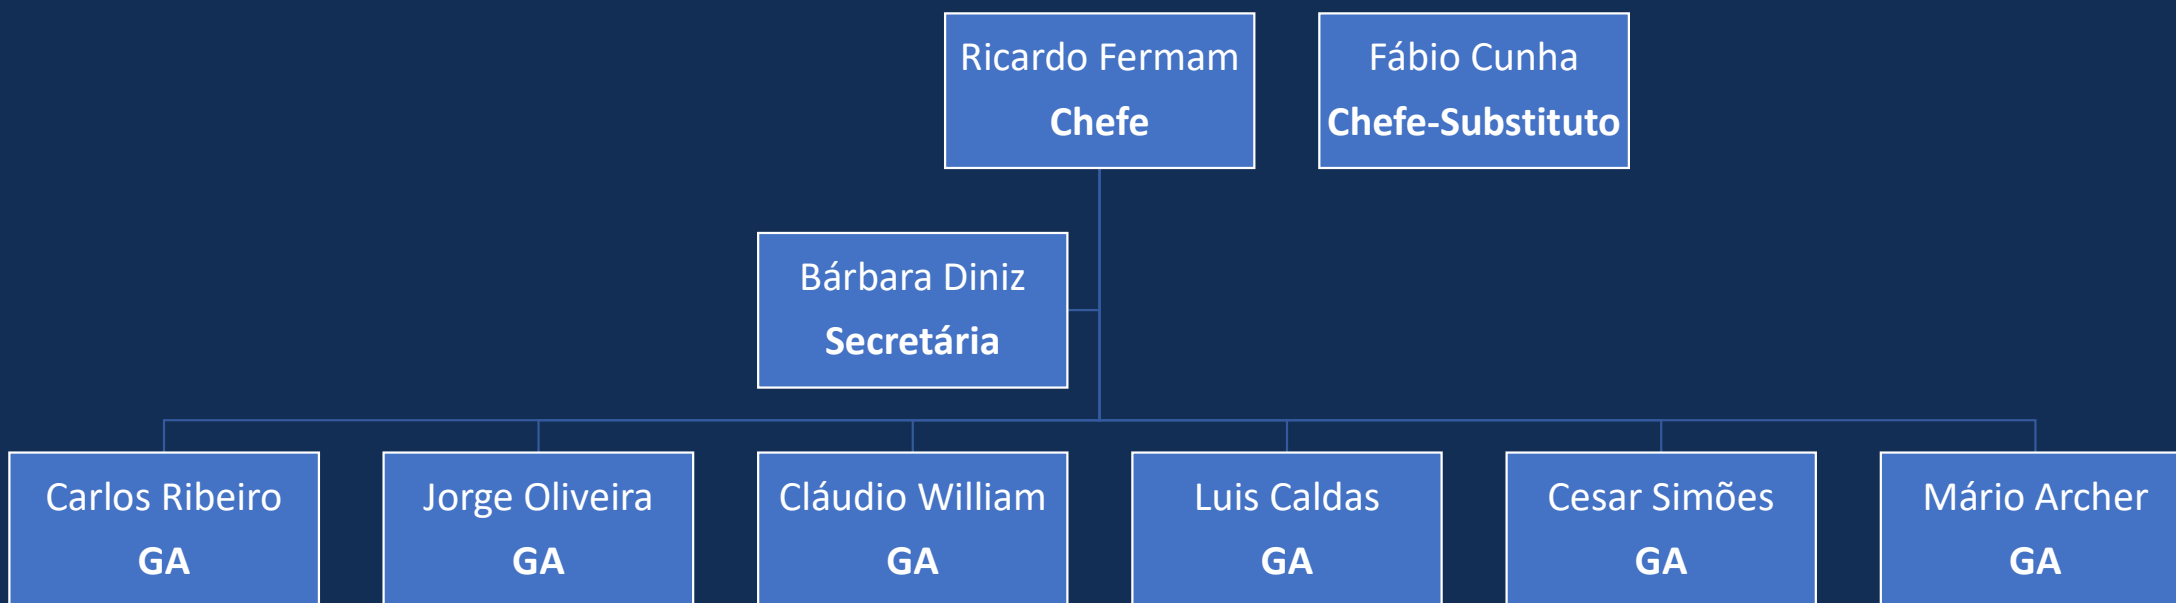 Ricardo Fermam
Chefe
Fábio Cunha
Chefe-Substituto
Bárbara Diniz
Secretária
Carlos Ribeiro
GA
Jorge Oliveira
GA
Cláudio William
GA
Luis Caldas
GA
Cesar Simões
GA
Mário Archer
GA